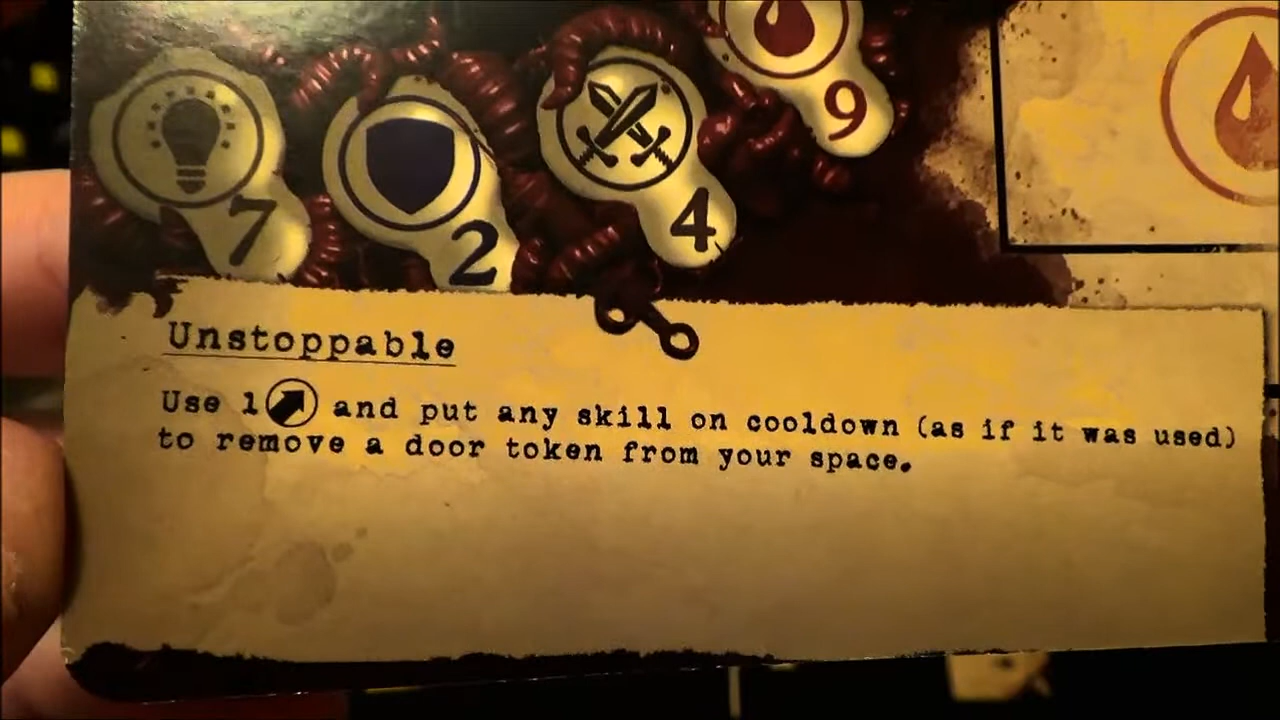 9
7
2
4
Unstoppable
Use 1 and put any skill on cooldown (as if it was used)
to remove a door token from your space.